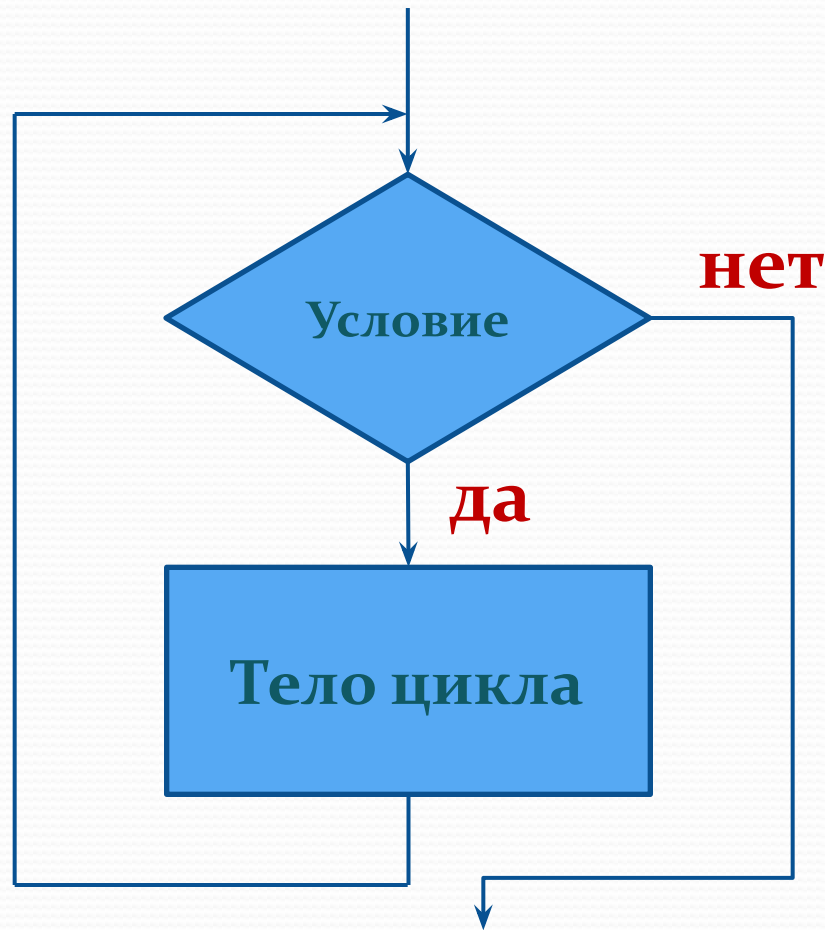 нет
Условие
да
Тело цикла